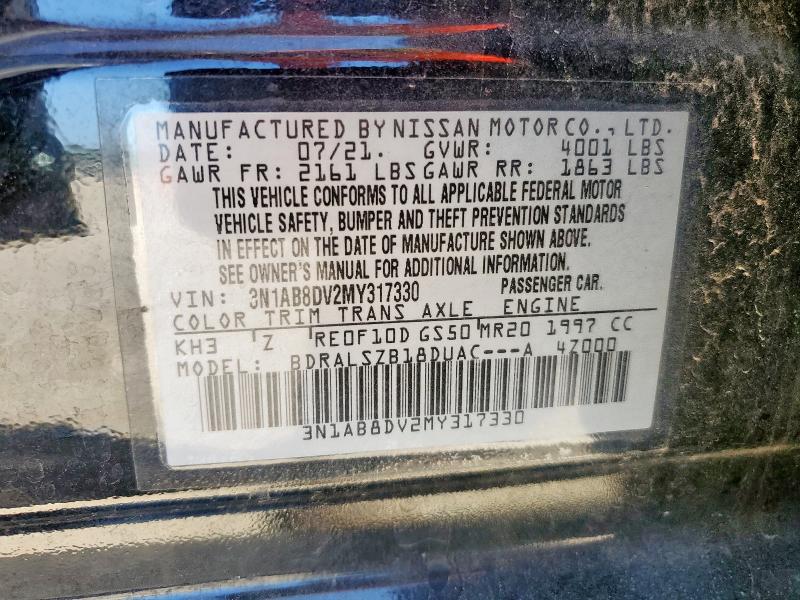 MANUFACTURED BY NISSAN MOTOR CO., LTD.
DATE: 07/21. GVWR: 4001 LBS
GAWR FR: 2161 LBS GAWR RR: 1863 LBS
THIS VEHICLE CONFORMS TO ALL APPLICABLE FEDERAL MOTOR
VEHICLE SAFETY, BUMPER AND THEFT PREVENTION STANDARDS
IN EFFECT ON THE DATE OF MANUFACTURE SHOWN ABOVE.
SEE OWNER'S MANUAL FOR ADDITIONAL INFORMATION.
VIN: 3N1AB8DV2MY317330 PASSENGER CAR.
COLOR TRIM TRANS AXLE ENGINE
KH3 Z RE0F10D GS50 MR20 1997 CC
MODEL: BDRALSZB18DUAC---A 4Z000
3N1AB8DV2MY317330